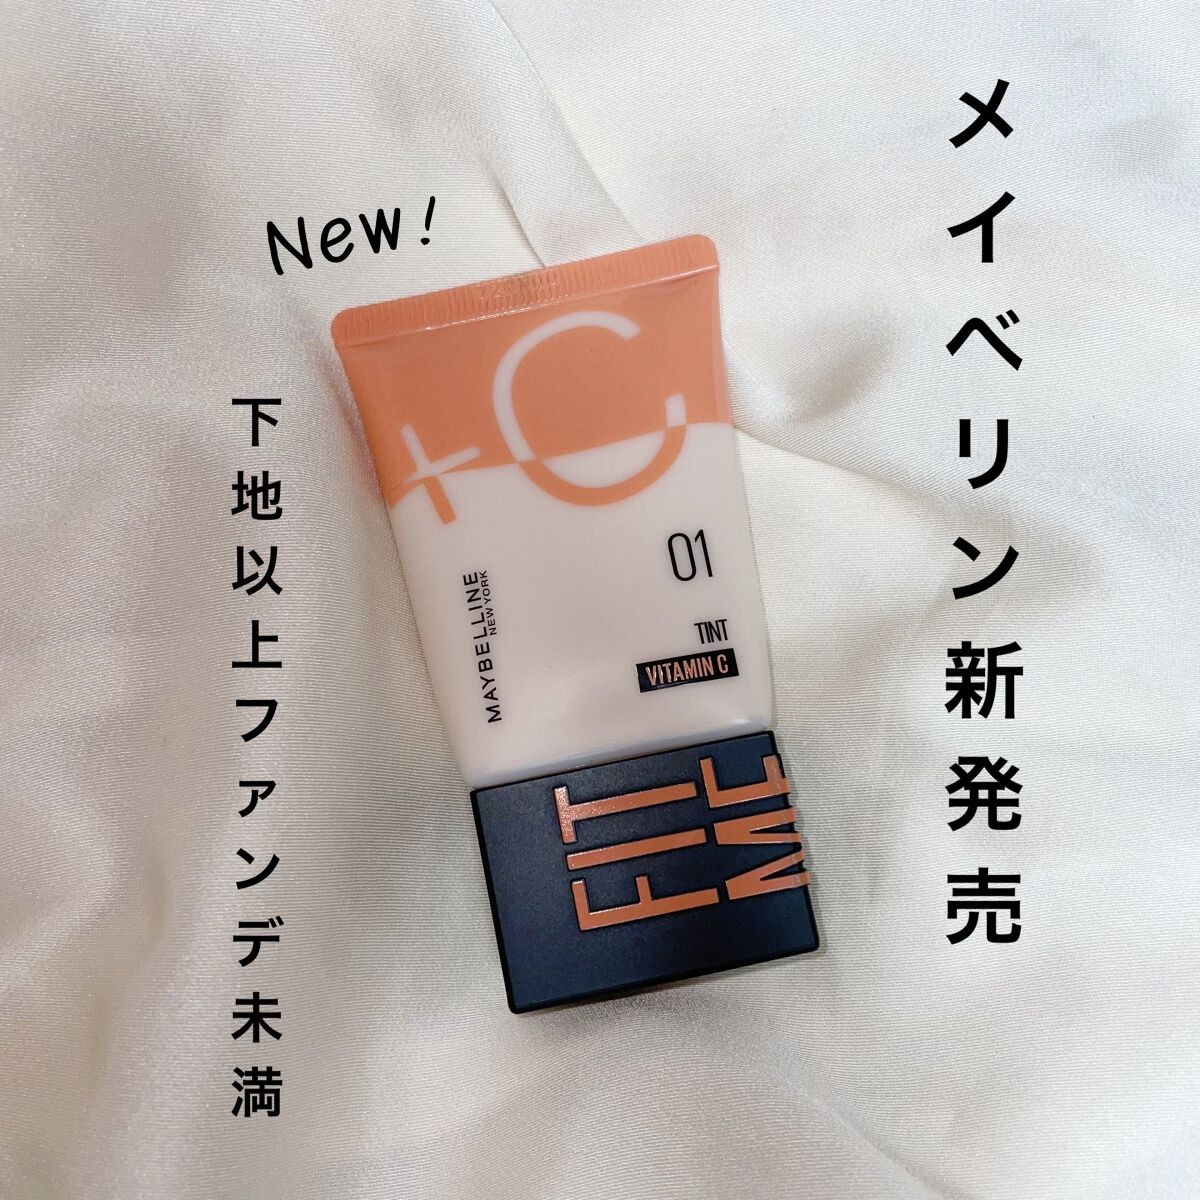 メイベリン新発売
New!
下地以上ファンデ未満
+C
01
TINT
VITAMIN C
MAYBELLINE
NEW YORK
FIT
ME